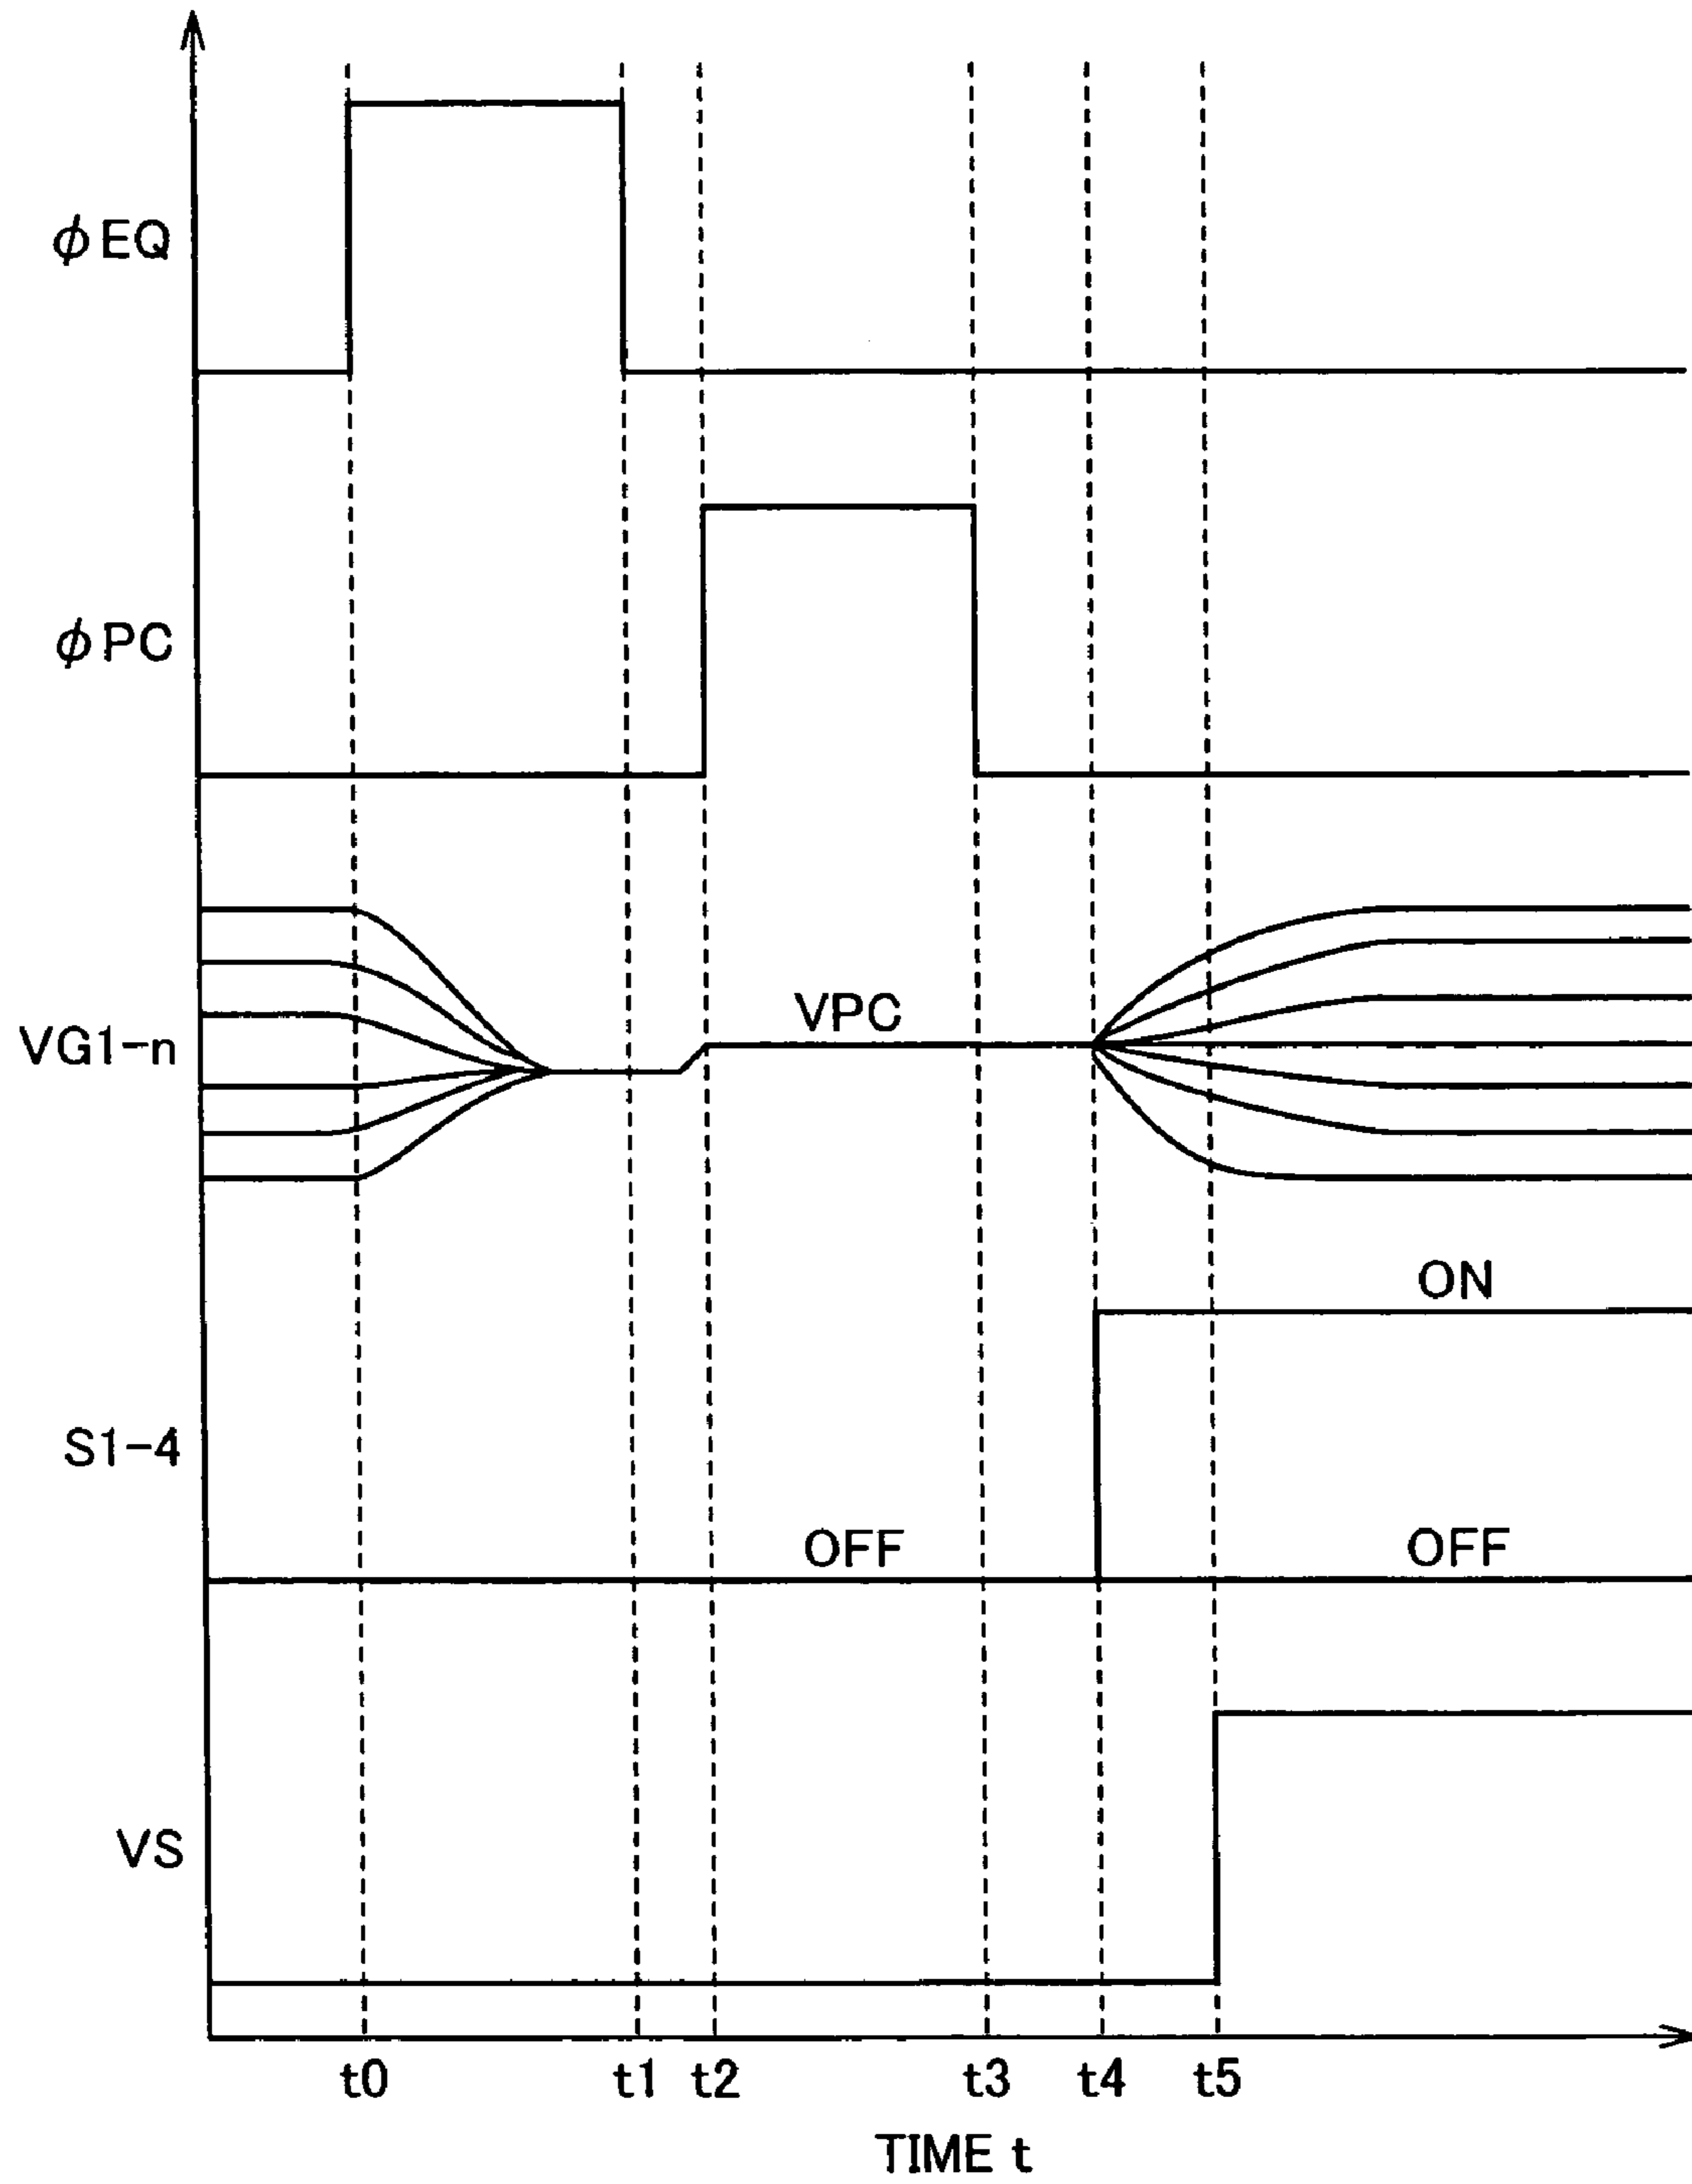 φEQ
φPC
VPC
VG1-n
ON
S1-4
OFF OFF
VS
t0 t1 t2 t3 t4 t5
TIME t